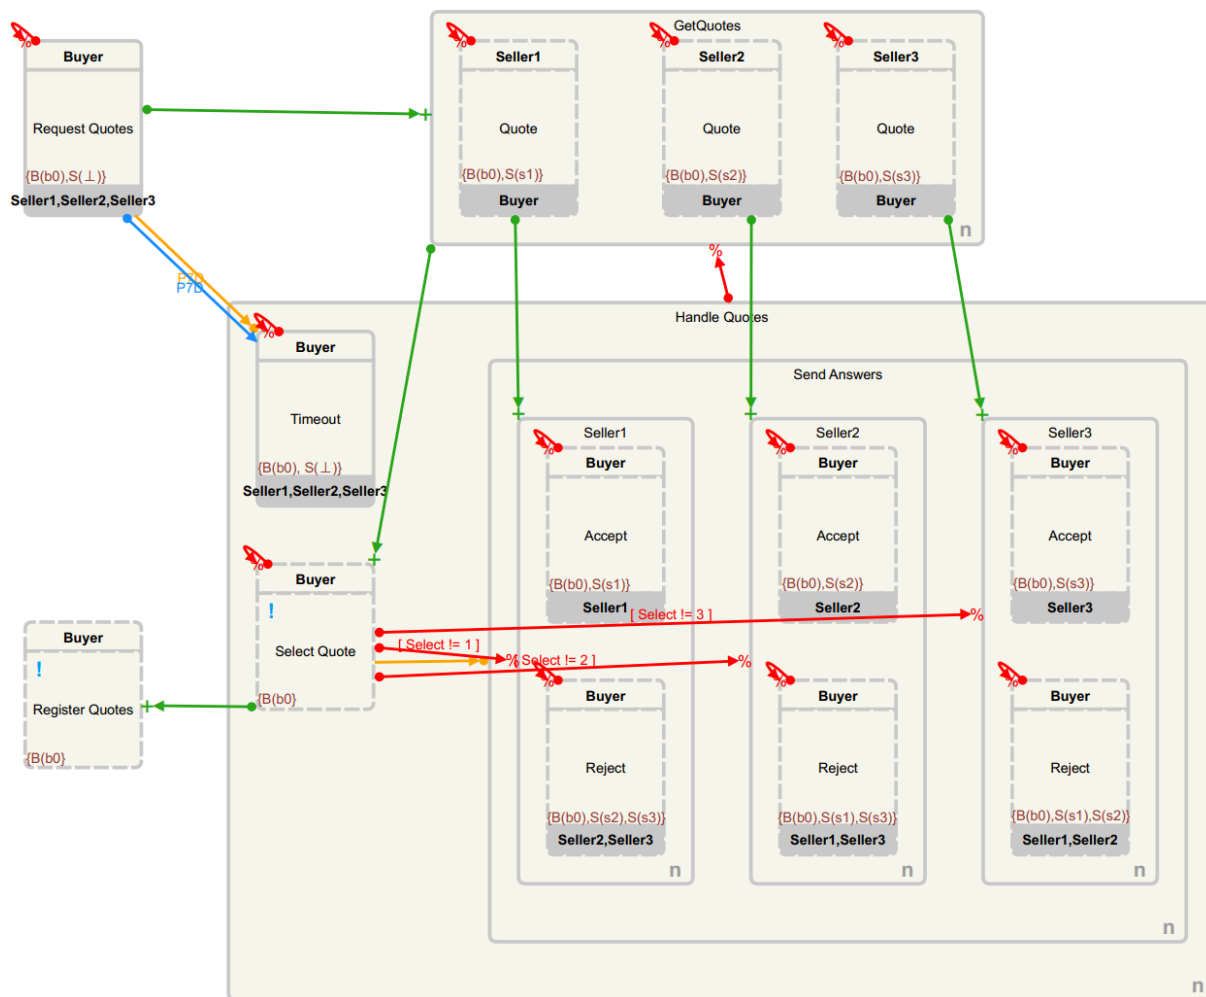 GetQuotes
%
Buyer
Request Quotes
{B(b0),S(⊥)}
Seller1,Seller2,Seller3
+
%
Seller1
Quote
{B(b0),S(s1)}
Buyer
%
Seller2
Quote
{B(b0),S(s2)}
Buyer
%
Seller3
Quote
{B(b0),S(s3)}
Buyer
n
%
P7D
P7D
Handle Quotes
%
Buyer
Timeout
{B(b0), S(⊥)}
Seller1,Seller2,Seller3
+
%
Buyer
!
Select Quote
{B(b0}
Buyer
!
Register Quotes
{B(b0}
+
Send Answers
+
Seller1
%
Buyer
Accept
{B(b0),S(s1)}
Seller1
+
Seller2
%
Buyer
Accept
{B(b0),S(s2)}
Seller2
+
Seller3
%
Buyer
Accept
{B(b0),S(s3)}
Seller3
[ Select != 3 ]
%
[ Select != 1 ]
%
Select != 2 ]
%
%
Buyer
Reject
{B(b0),S(s2),S(s3)}
Seller2,Seller3
n
%
Buyer
Reject
{B(b0),S(s1),S(s3)}
Seller1,Seller3
n
%
Buyer
Reject
{B(b0),S(s1),S(s2)}
Seller1,Seller2
n
n
n